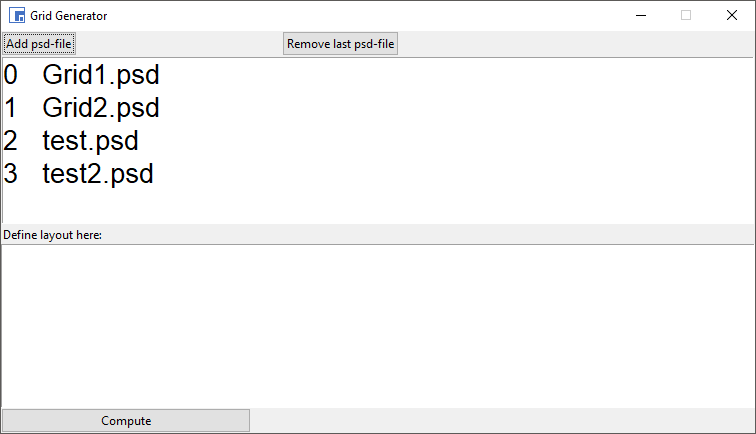 Grid Generator
Add psd-file Remove last psd-file
0 Grid1.psd
1 Grid2.psd
2 test.psd
3 test2.psd
Define layout here:
Compute